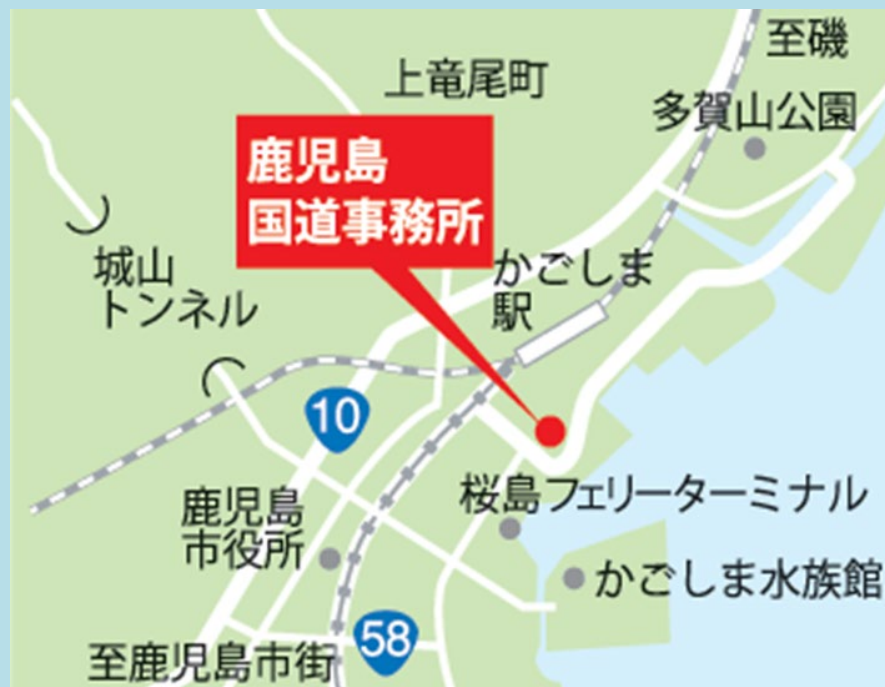 至磯
上竜尾町
多賀山公園
鹿児島
国道事務所
城山
トンネル
かごしま
駅
10
鹿児島
市役所
桜島フェリーターミナル
かごしま水族館
58
至鹿児島市街